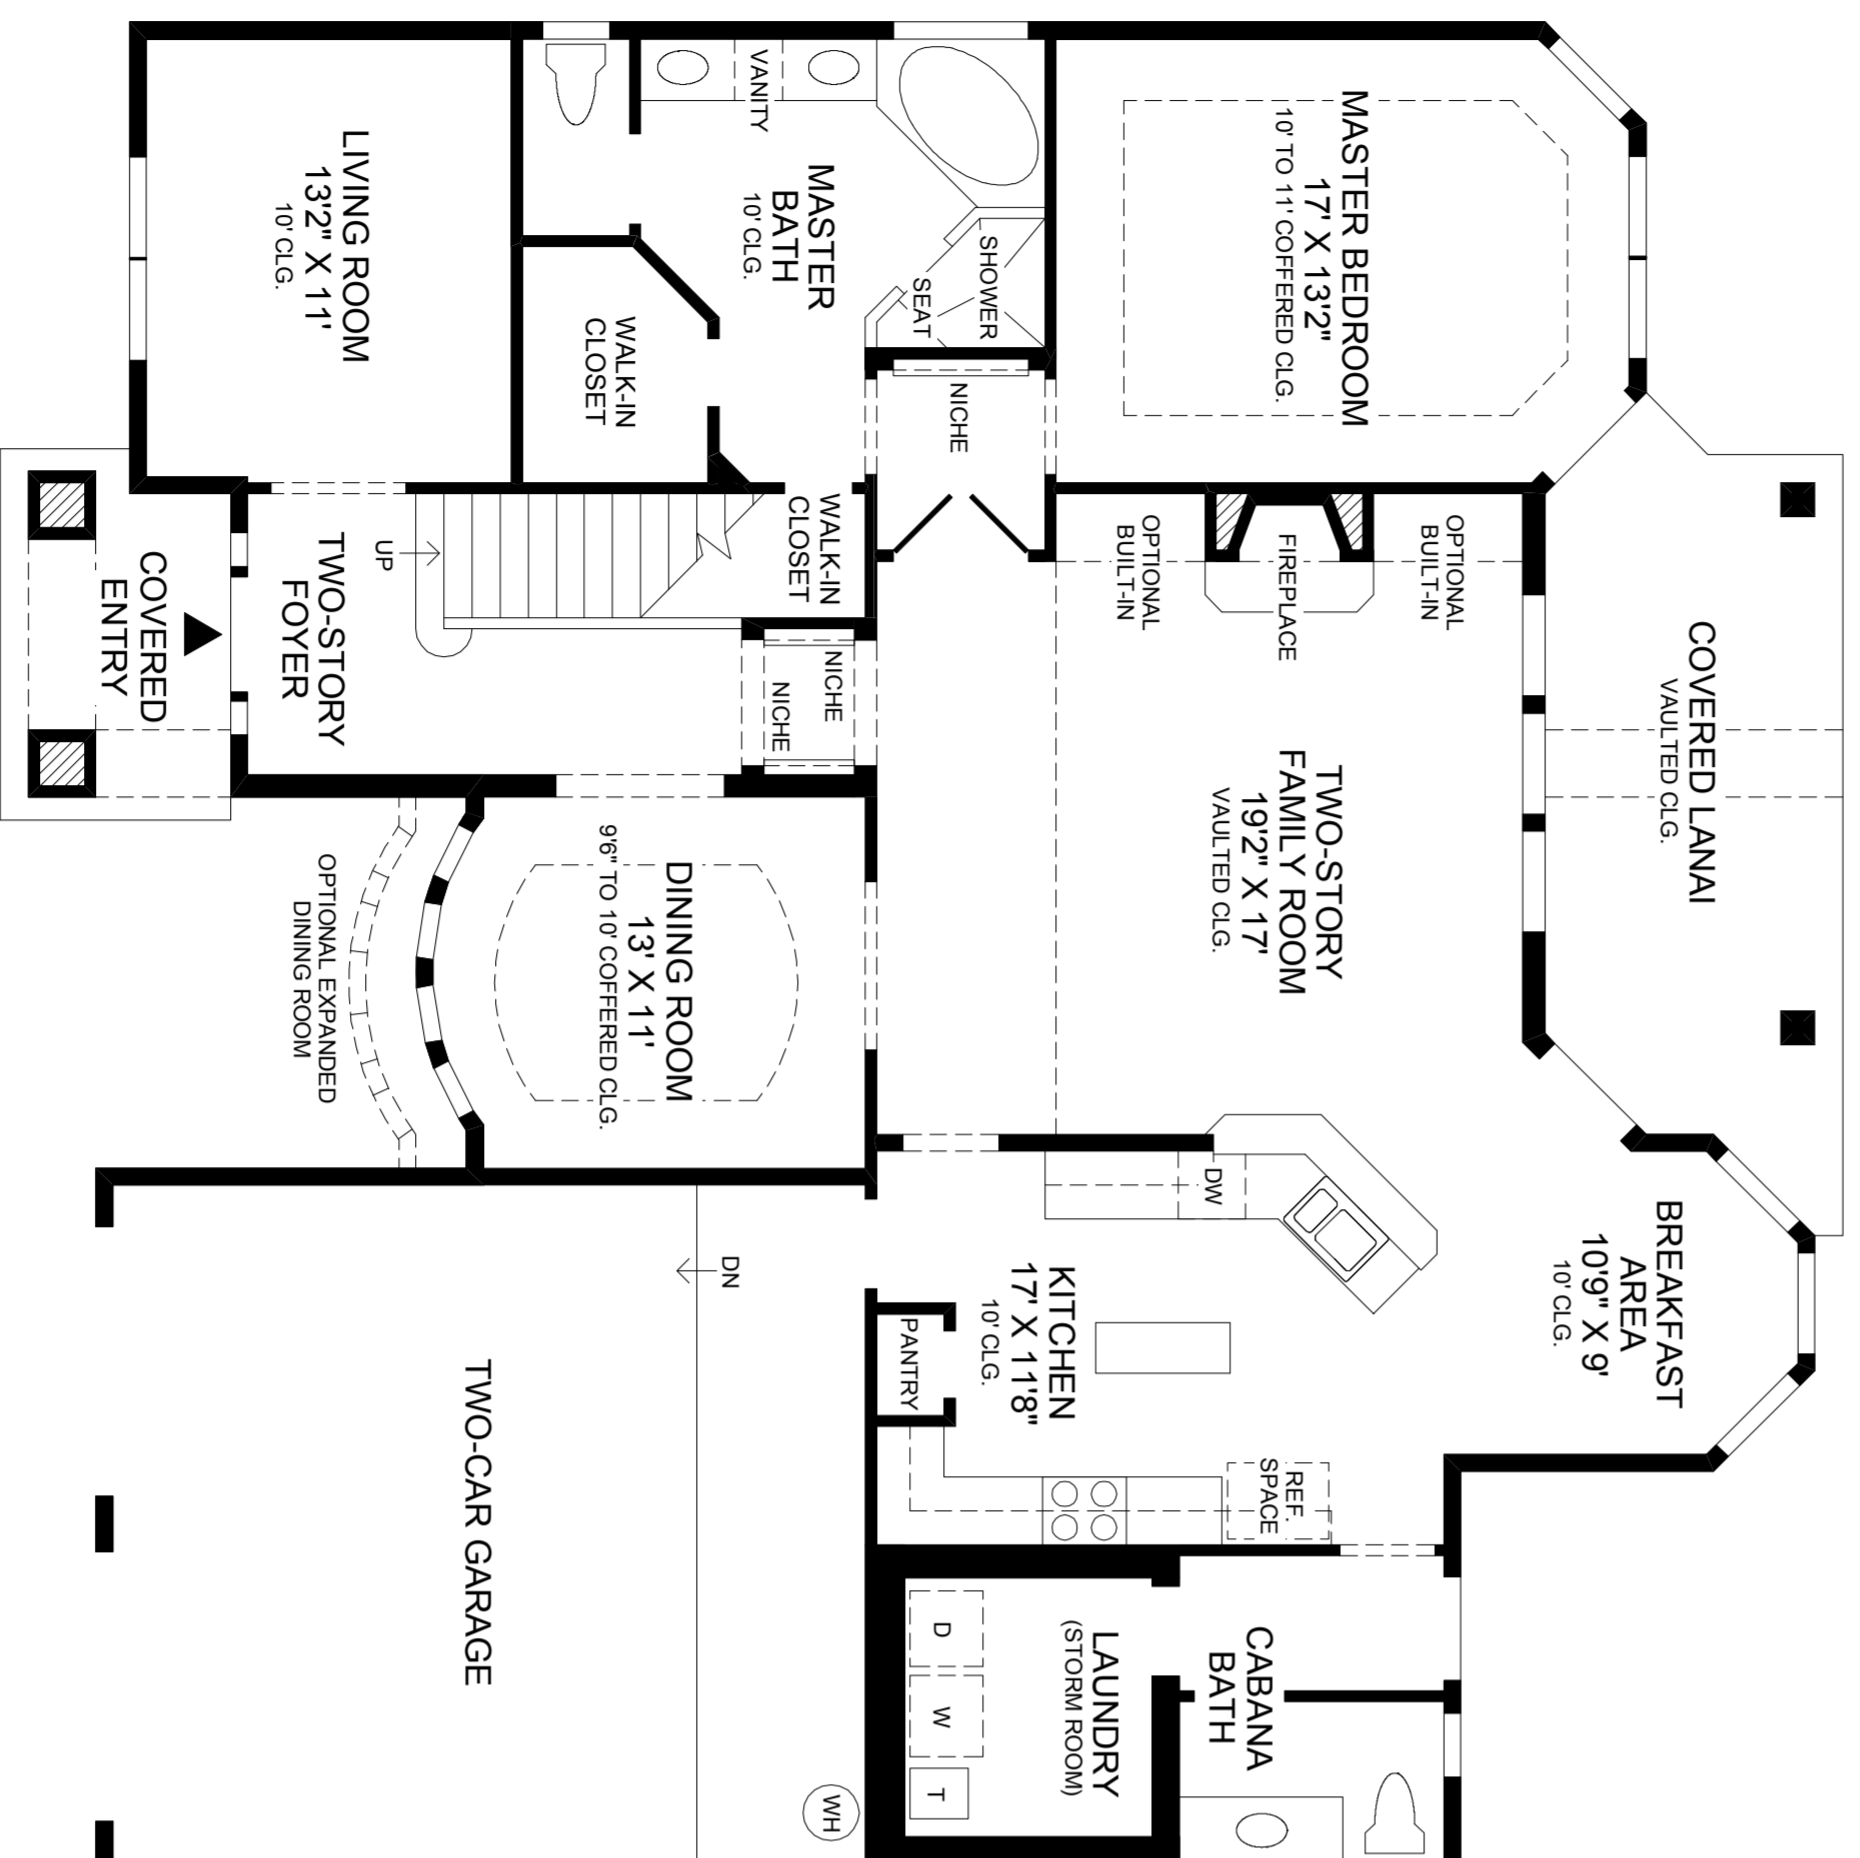 COVERED LANAI
VAULTED CLG.
MASTER BEDROOM
17' X 13'2"
10' TO 11' COFFERED CLG.
OPTIONAL
BUILT-IN
FIREPLACE
OPTIONAL
BUILT-IN
TWO-STORY
FAMILY ROOM
19'2" X 17'
VAULTED CLG.
BREAKFAST
AREA
10'9" X 9'
10' CLG.
DW
KITCHEN
17' X 11'8"
10' CLG.
REF.
SPACE
PANTRY
CABANA
BATH
LAUNDRY
(STORM ROOM)
D
W
T
WH
SHOWER
SEAT
NICHE
MASTER
BATH
10' CLG.
VANITY
WALK-IN
CLOSET
WALK-IN
CLOSET
NICHE
NICHE
LIVING ROOM
13'2" X 11'
10' CLG.
UP
TWO-STORY
FOYER
COVERED
ENTRY
DINING ROOM
13' X 11'
9'6" TO 10' COFFERED CLG.
OPTIONAL EXPANDED
DINING ROOM
DN
TWO-CAR GARAGE